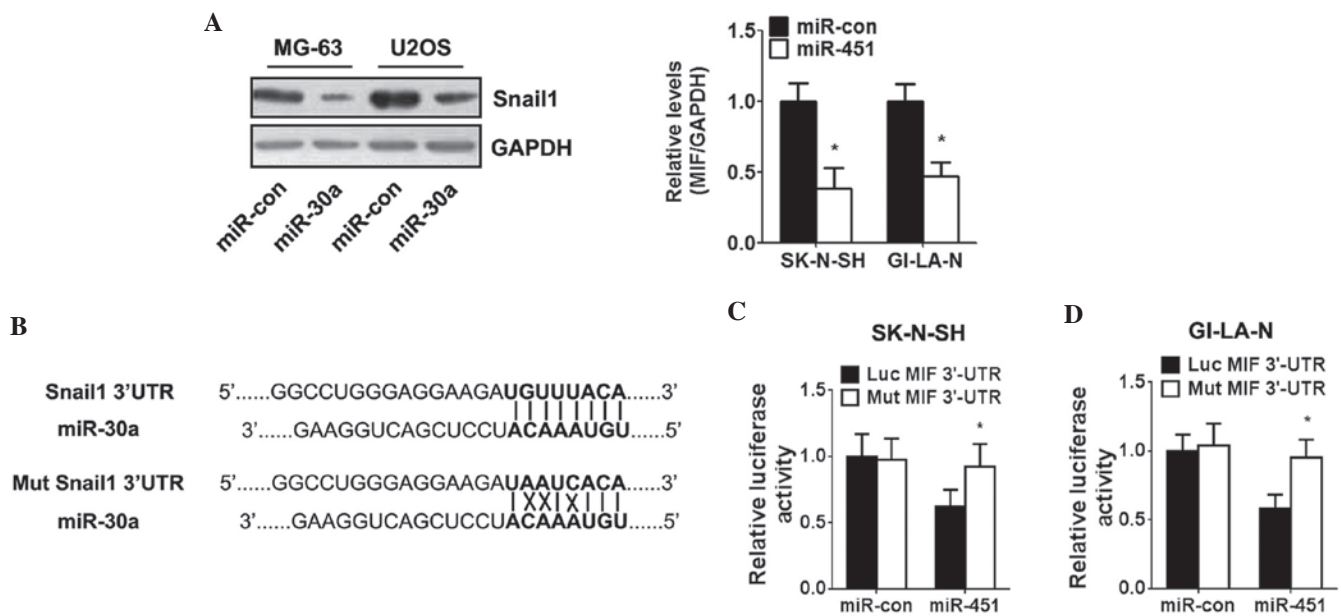 A
MG-63 U2OS
Snail1
GAPDH
miR-con miR-30a miR-con miR-30a
miR-con
miR-451
Relative levels
(MIF/GAPDH)
1.5
1.0
0.5
0.0
SK-N-SH GI-LA-N
B
Snail1 3'UTR 5'......GGCCUGGGAGGAAGAUGUUUACA......3'
miR-30a 3'......GAAGGUCAGCUCCUACAAAUGU......5'
Mut Snail1 3'UTR 5'......GGCCUGGGAGGAAGAUAAUCACA......3'
miR-30a 3'......GAAGGUCAGCUCCUACAAAUGU......5'
C
SK-N-SH
Luc MIF 3'-UTR
Mut MIF 3'-UTR
Relative luciferase
activity
1.5
1.0
0.5
0.0
*
miR-con miR-451
D
GI-LA-N
Luc MIF 3'-UTR
Mut MIF 3'-UTR
Relative luciferase
activity
1.5
1.0
0.5
0.0
*
miR-con miR-451